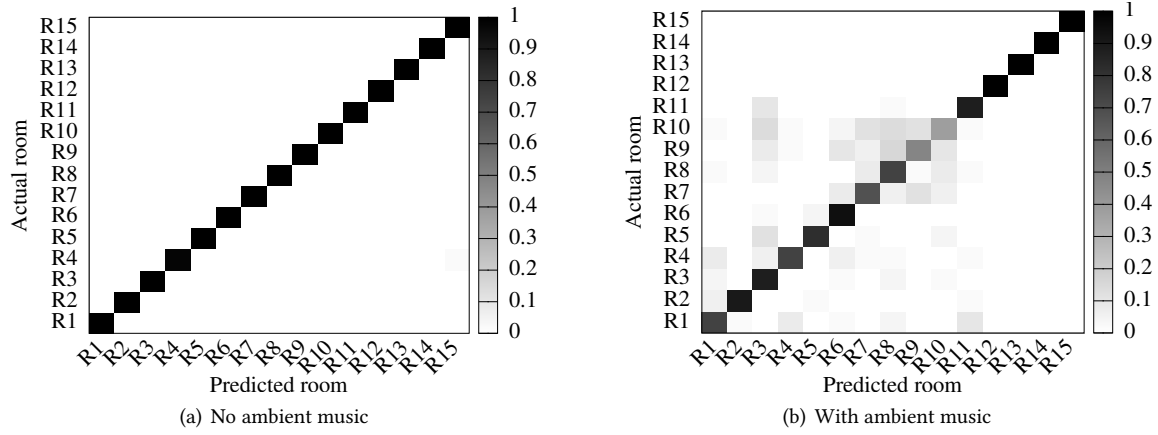 R15
R14
R13
R12
R11
R10
R9
R8
R7
R6
R5
R4
R3
R2
R1
Actual room
R1 R2 R3 R4 R5 R6 R7 R8 R9 R10 R11 R12 R13 R14 R15
Predicted room
1
0.9
0.8
0.7
0.6
0.5
0.4
0.3
0.2
0.1
0
(a) No ambient music
R15
R14
R13
R12
R11
R10
R9
R8
R7
R6
R5
R4
R3
R2
R1
Actual room
R1 R2 R3 R4 R5 R6 R7 R8 R9 R10 R11 R12 R13 R14 R15
Predicted room
1
0.9
0.8
0.7
0.6
0.5
0.4
0.3
0.2
0.1
0
(b) With ambient music